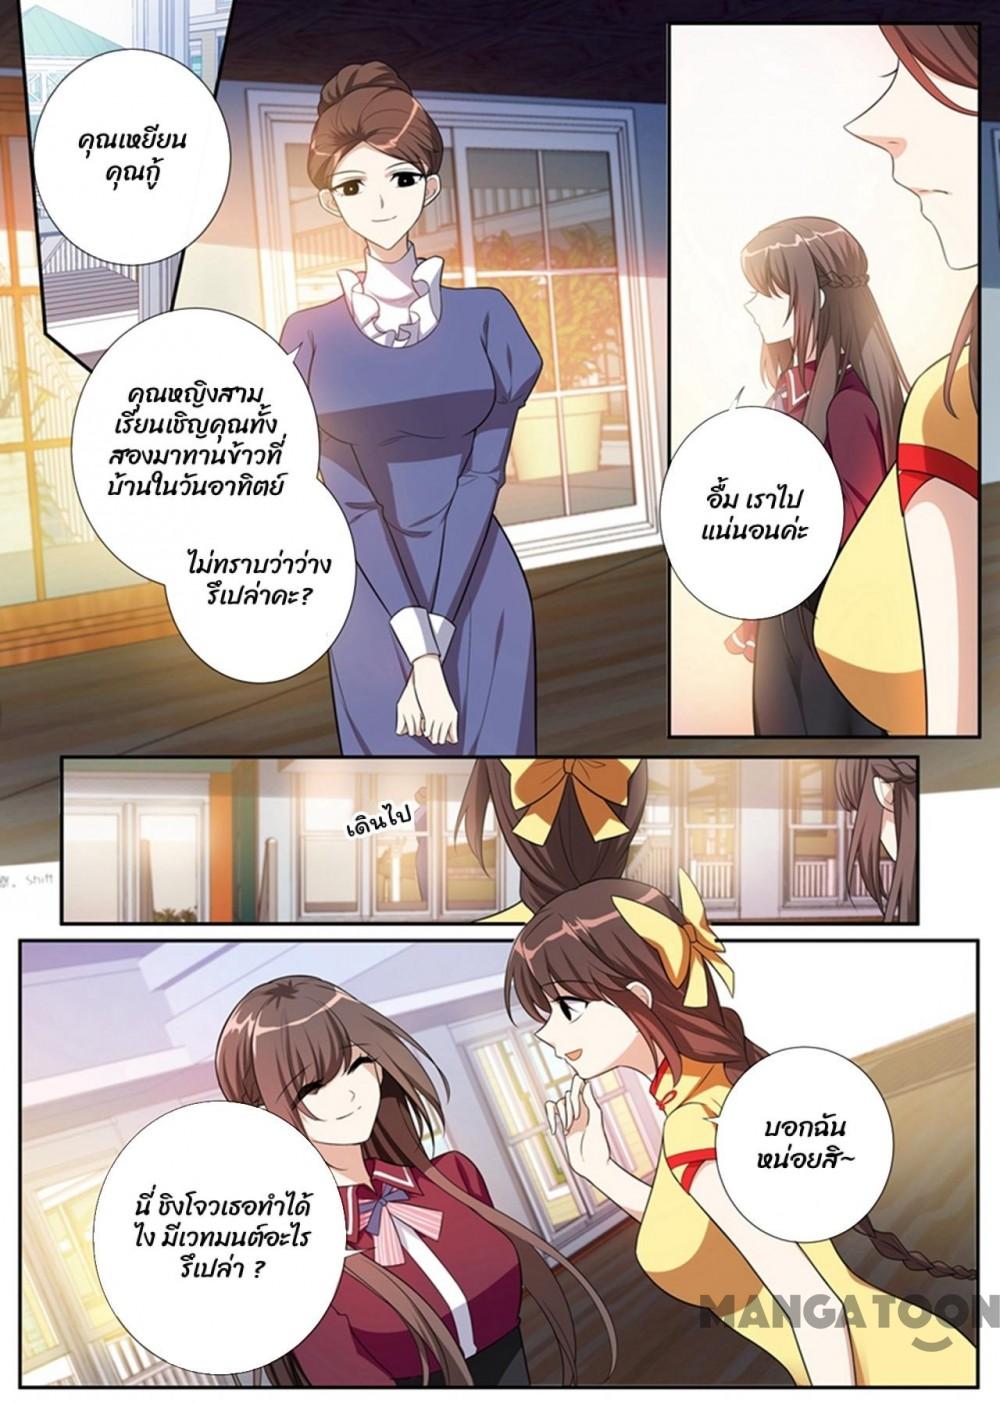 คุณเหยียน
คุณกู้
คุณหญิงสาม
เรียนเชิญคุณทั้ง
สองมาทานข้าวที่
บ้านในวันอาทิตย์
ไม่ทราบว่าว่าง
รึเปล่าคะ?
อื้ม เราไป
แน่นอนค่ะ
เดินไป
Shift
บอกฉัน
หน่อยสิ~
นี่ ชิงโจวเธอทำได้
ไง มีเวทมนต์อะไร
รึเปล่า ?
MANGATOON